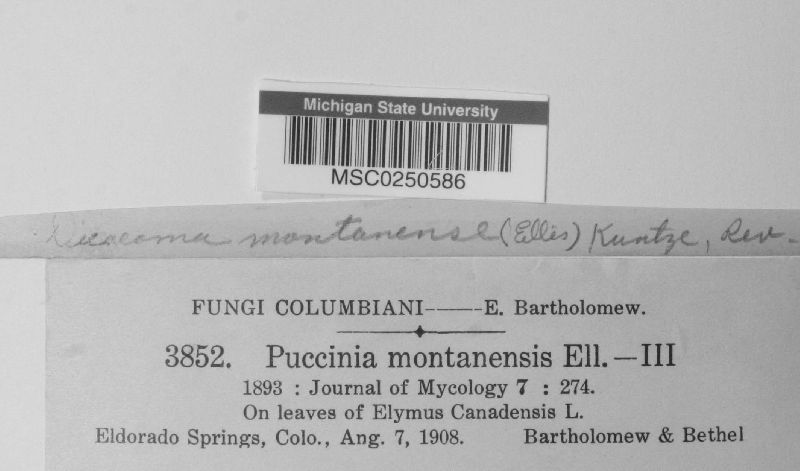 Michigan State University
MSC0250586
Dicaeoma montanense (Ellis) Kuntze, Rev.
FUNGI COLUMBIANI——E. Bartholomew.
3852. Puccinia montanensis Ell.—III
1893 : Journal of Mycology 7 : 274.
On leaves of Elymus Canadensis L.
Eldorado Springs, Colo., Ang. 7, 1908. Bartholomew & Bethel